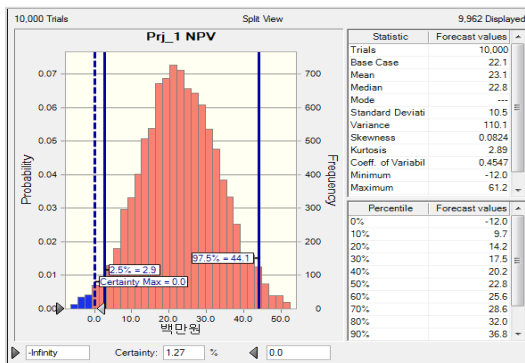 10,000 Trials Split View 9,962 Displayed
Prj_1 NPV
0.07
0.06
0.05
0.04
0.03
0.02
0.01
0.00
Probability
700
600
500
400
300
200
100
0
Frequency
97.5% = 44.1
2.5% = 2.9
Certainty Max = 0.0
0.0 10.0 20.0 30.0 40.0 50.0 60.0
백만원
Statistic Forecast values
Trials 10,000
Base Case 22.1
Mean 23.1
Median 22.8
Mode ---
Standard Deviati 10.5
Variance 110.1
Skewness 0.0824
Kurtosis 2.89
Coeff. of Variabil 0.4547
Minimum -12.0
Maximum 61.2
Percentile Forecast values
0% -12.0
10% 9.7
20% 14.2
30% 17.5
40% 20.2
50% 22.8
60% 25.6
70% 28.6
80% 32.0
90% 36.8
-Infinity Certainty: 1.27 % 0.0